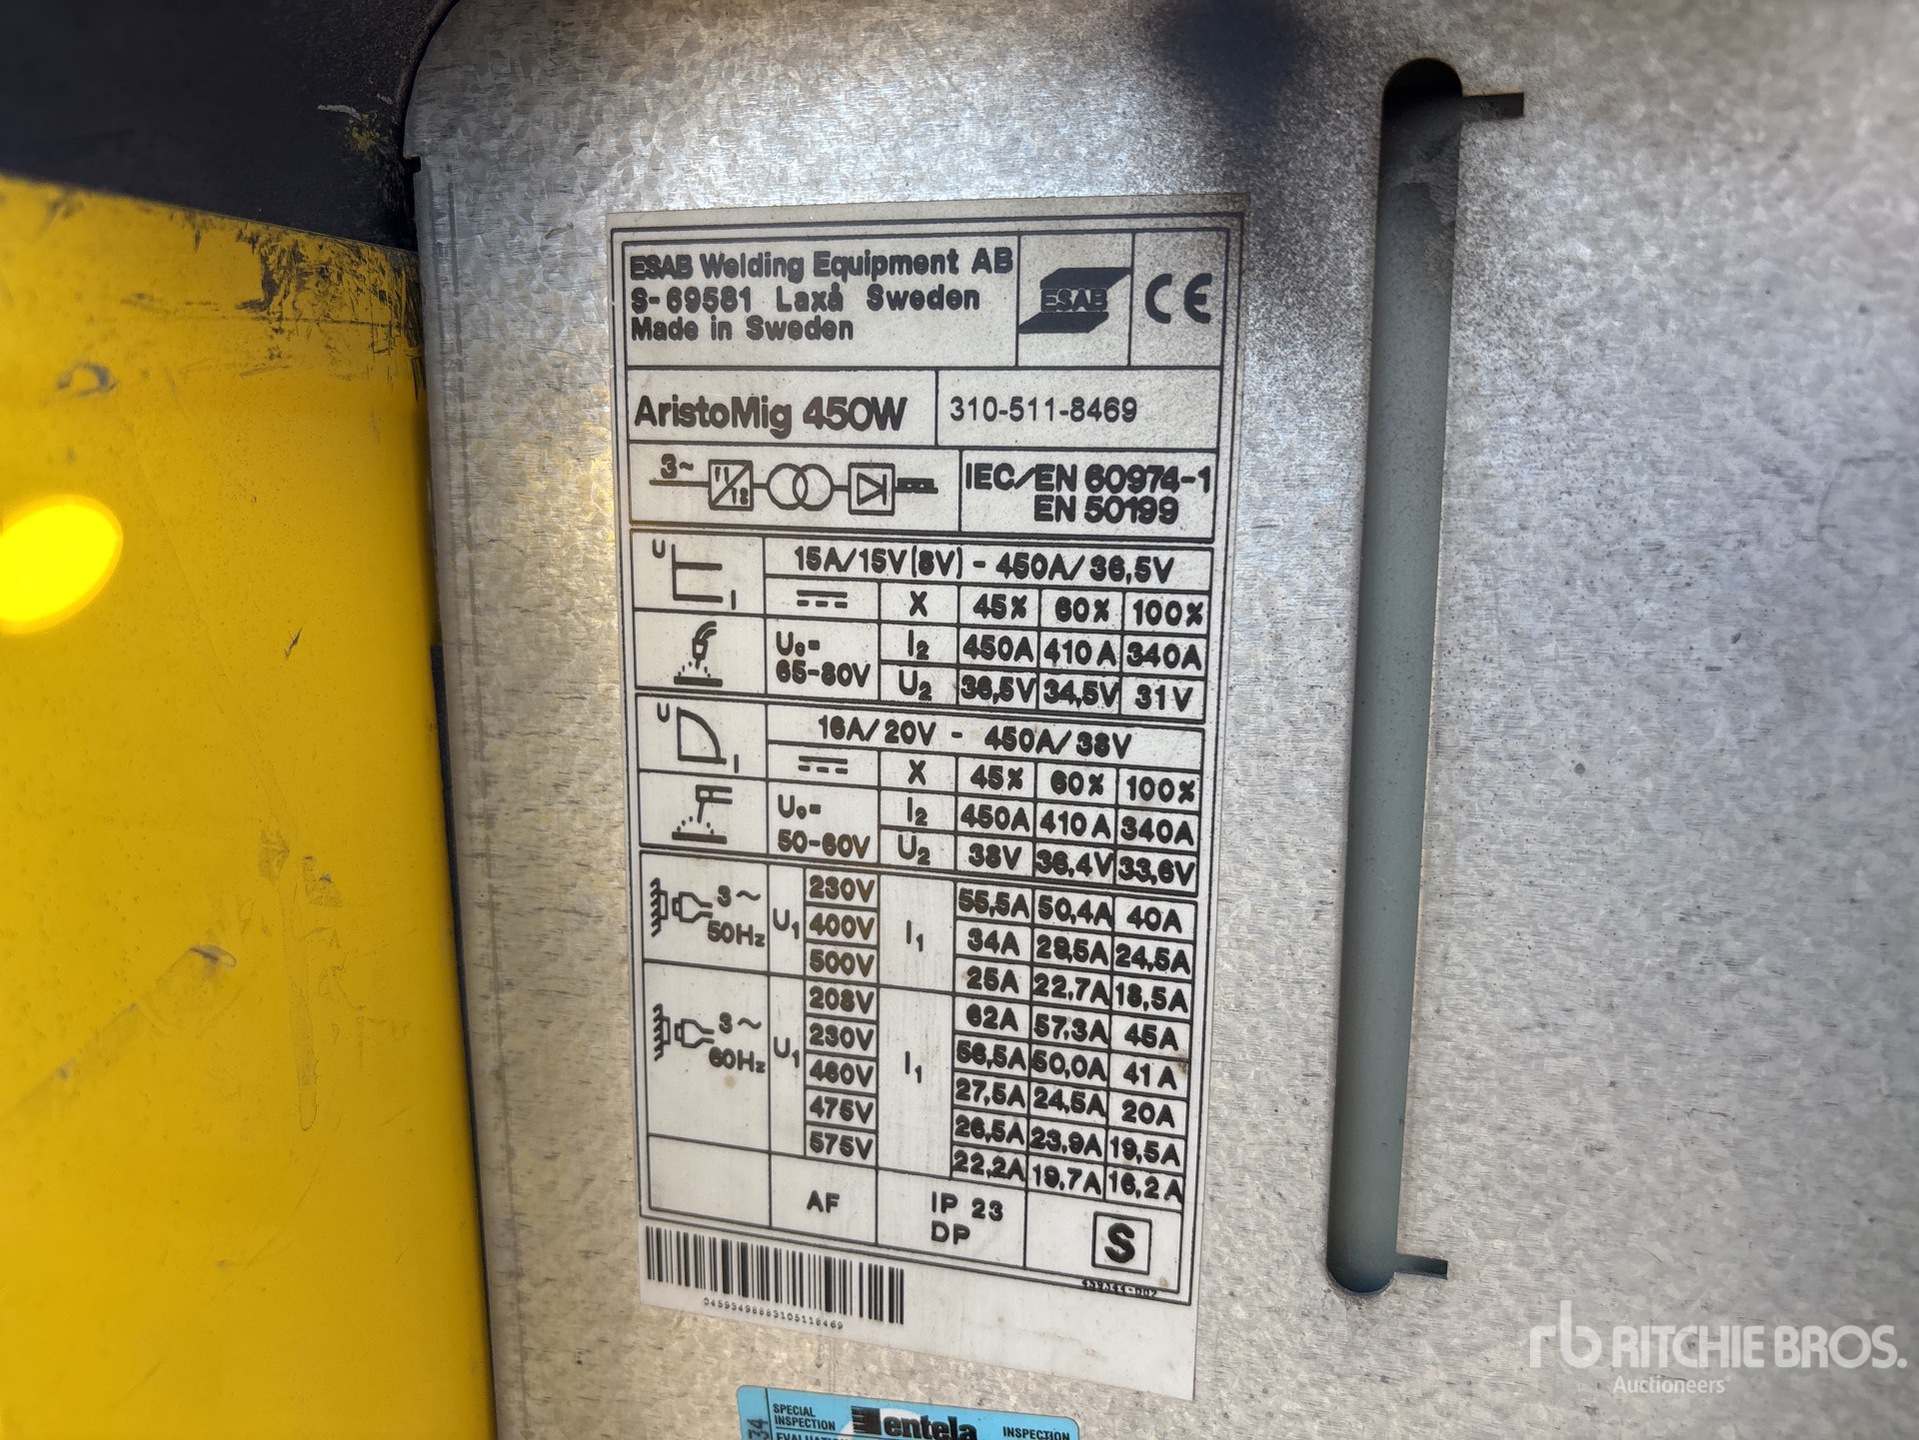 ESAB Welding Equipment AB
S-69581 Laxå Sweden
Made in Sweden
ESAB
CE
AristoMig 450W
310-511-8469
3~
IEC/EN 60974-1
EN 50199
U
I
15A/15V(8V) - 450A/36,5V
X 45% 60% 100%
U₀=
65-80V
I₂ 450A 410A 340A
U₂ 36,5V 34,5V 31V
U
I
16A/20V - 450A/38V
X 45% 60% 100%
U₀=
50-60V
I₂ 450A 410A 340A
U₂ 38V 36,4V 33,6V
3~
50Hz
U₁
I₁
230V 55,5A 50,4A 40A
400V 34A 29,5A 24,5A
500V 25A 22,7A 18,5A
3~
60Hz
U₁
I₁
208V 62A 57,3A 45A
230V 56,5A 50,0A 41A
460V 27,5A 24,5A 20A
475V 26,5A 23,9A 19,5A
575V 22,2A 19,7A 16,2A
AF
IP 23
DP
S
0459349883105118469
SPECIAL
INSPECTION
entela
INSPECTION
34
rb RITCHIE BROS.
Auctioneers